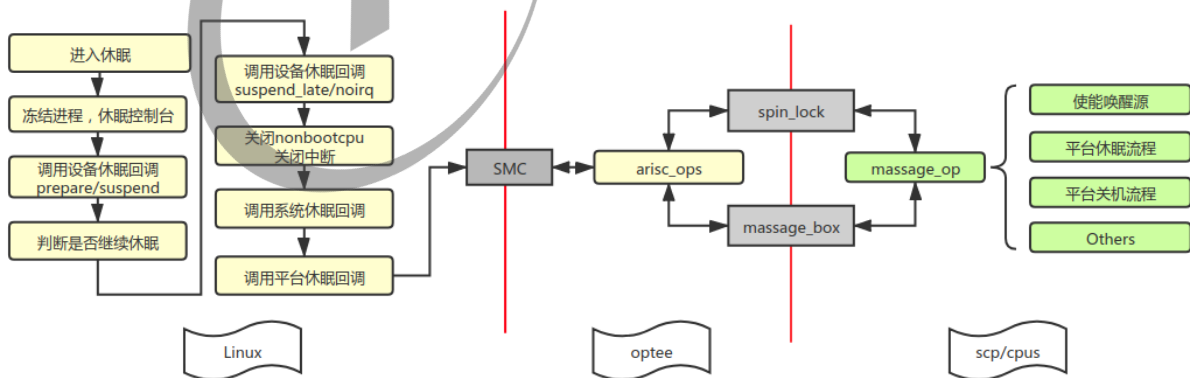 进入休眠
冻结进程，休眠控制台
调用设备休眠回调
prepare/suspend
判断是否继续休眠
调用设备休眠回调
suspend_late/noirq
关闭nonbootcpu
关闭中断
调用系统休眠回调
调用平台休眠回调
SMC
arisc_ops
spin_lock
massage_box
massage_op
使能唤醒源
平台休眠流程
平台关机流程
Others
Linux
optee
scp/cpus